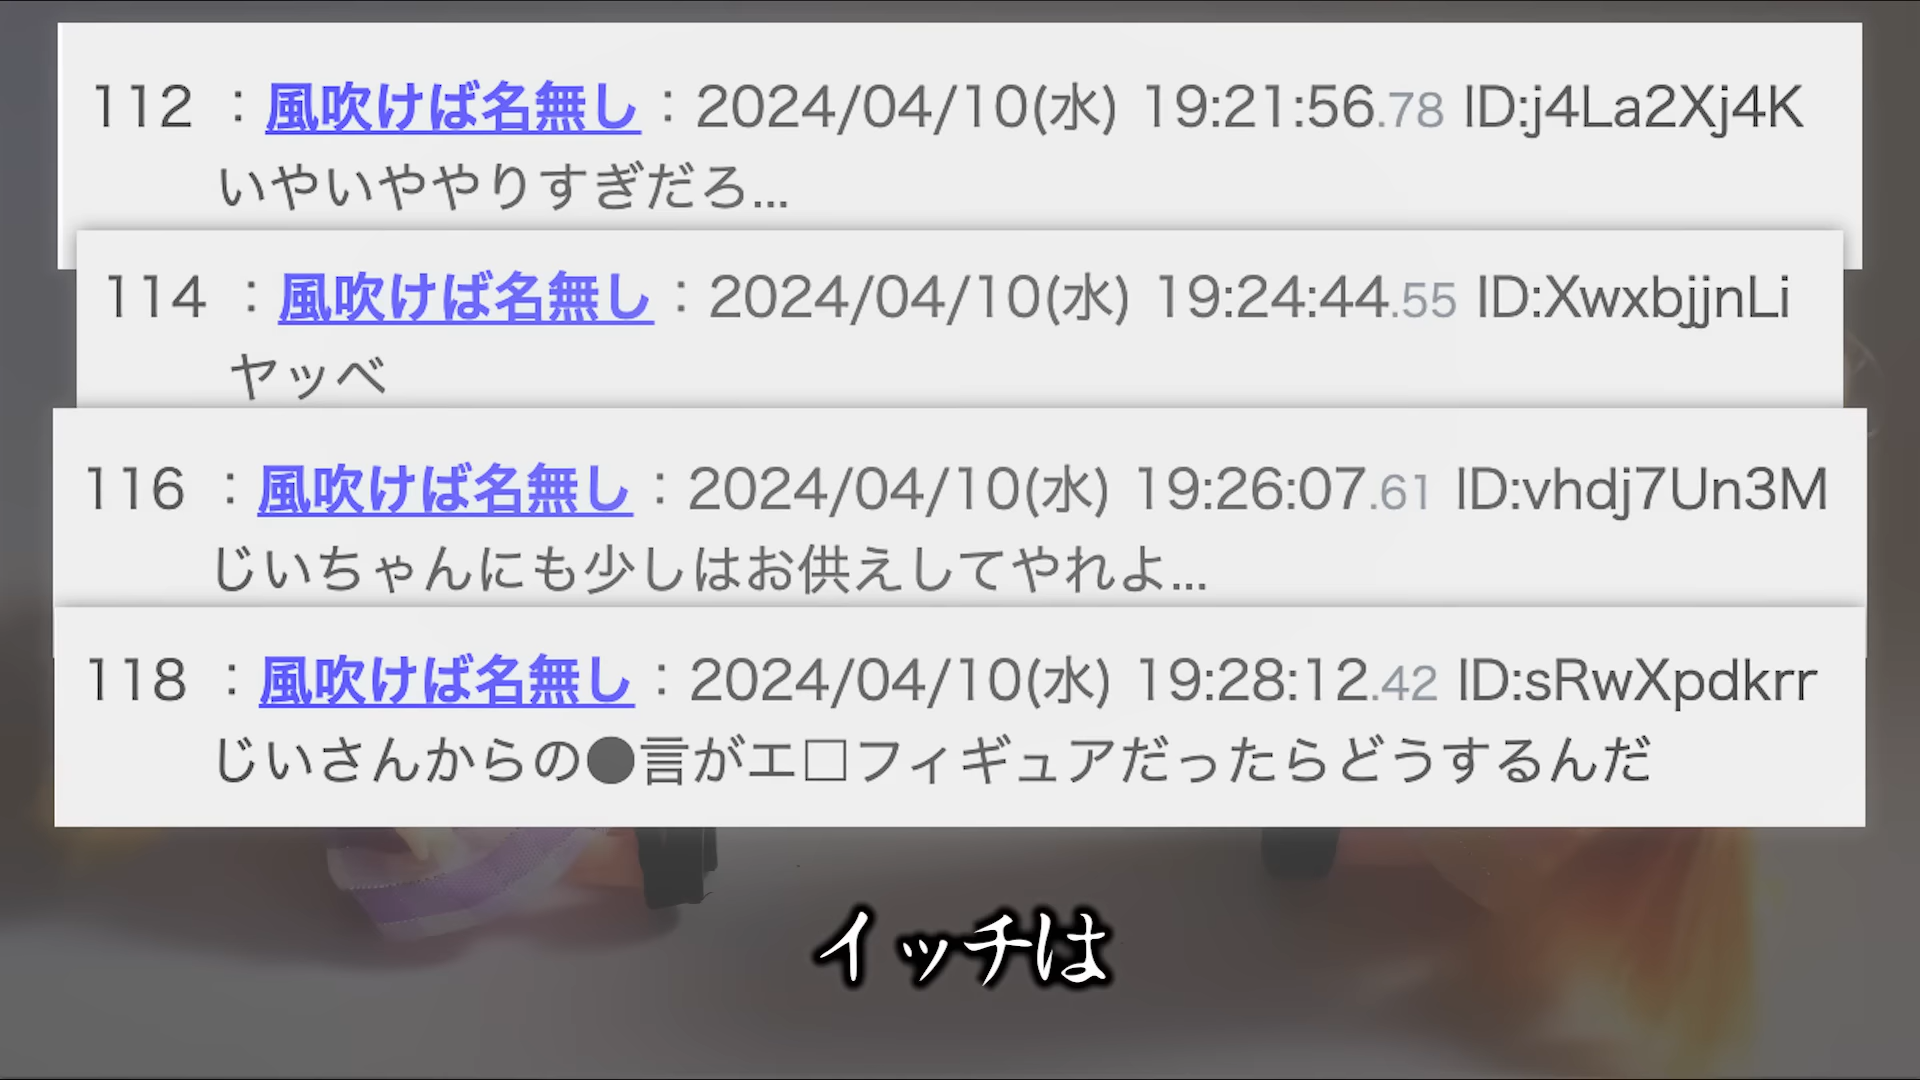 112 ：風吹けば名無し：2024/04/10(水) 19:21:56.78 ID:j4La2Xj4K
いやいややりすぎだろ...
114 ：風吹けば名無し：2024/04/10(水) 19:24:44.55 ID:XwxbjjnLi
ヤッベ
116 ：風吹けば名無し：2024/04/10(水) 19:26:07.61 ID:vhdj7Un3M
じいちゃんにも少しはお供えしてやれよ...
118 ：風吹けば名無し：2024/04/10(水) 19:28:12.42 ID:sRwXpdkrr
じいさんからの●言がエ□フィギュアだったらどうするんだ
イッチは